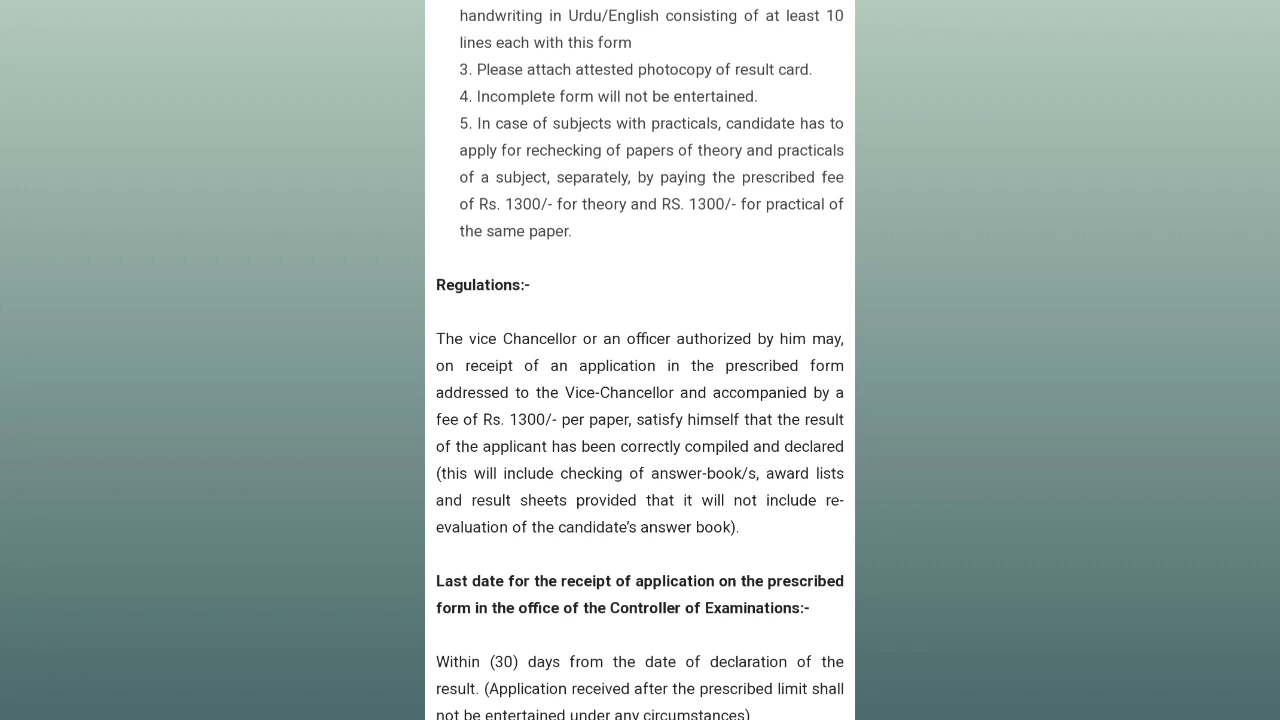 handwriting in Urdu/English consisting of at least 10
lines each with this form
3. Please attach attested photocopy of result card.
4. Incomplete form will not be entertained.
5. In case of subjects with practicals, candidate has to
apply for rechecking of papers of theory and practicals
of a subject, separately, by paying the prescribed fee
of Rs. 1300/- for theory and RS. 1300/- for practical of
the same paper.
Regulations:-
The vice Chancellor or an officer authorized by him may,
on receipt of an application in the prescribed form
addressed to the Vice-Chancellor and accompanied by a
fee of Rs. 1300/- per paper, satisfy himself that the result
of the applicant has been correctly compiled and declared
(this will include checking of answer-book/s, award lists
and result sheets provided that it will not include re-
evaluation of the candidate’s answer book).
Last date for the receipt of application on the prescribed
form in the office of the Controller of Examinations:-
Within (30) days from the date of declaration of the
result. (Application received after the prescribed limit shall
not be entertained under any circumstances)